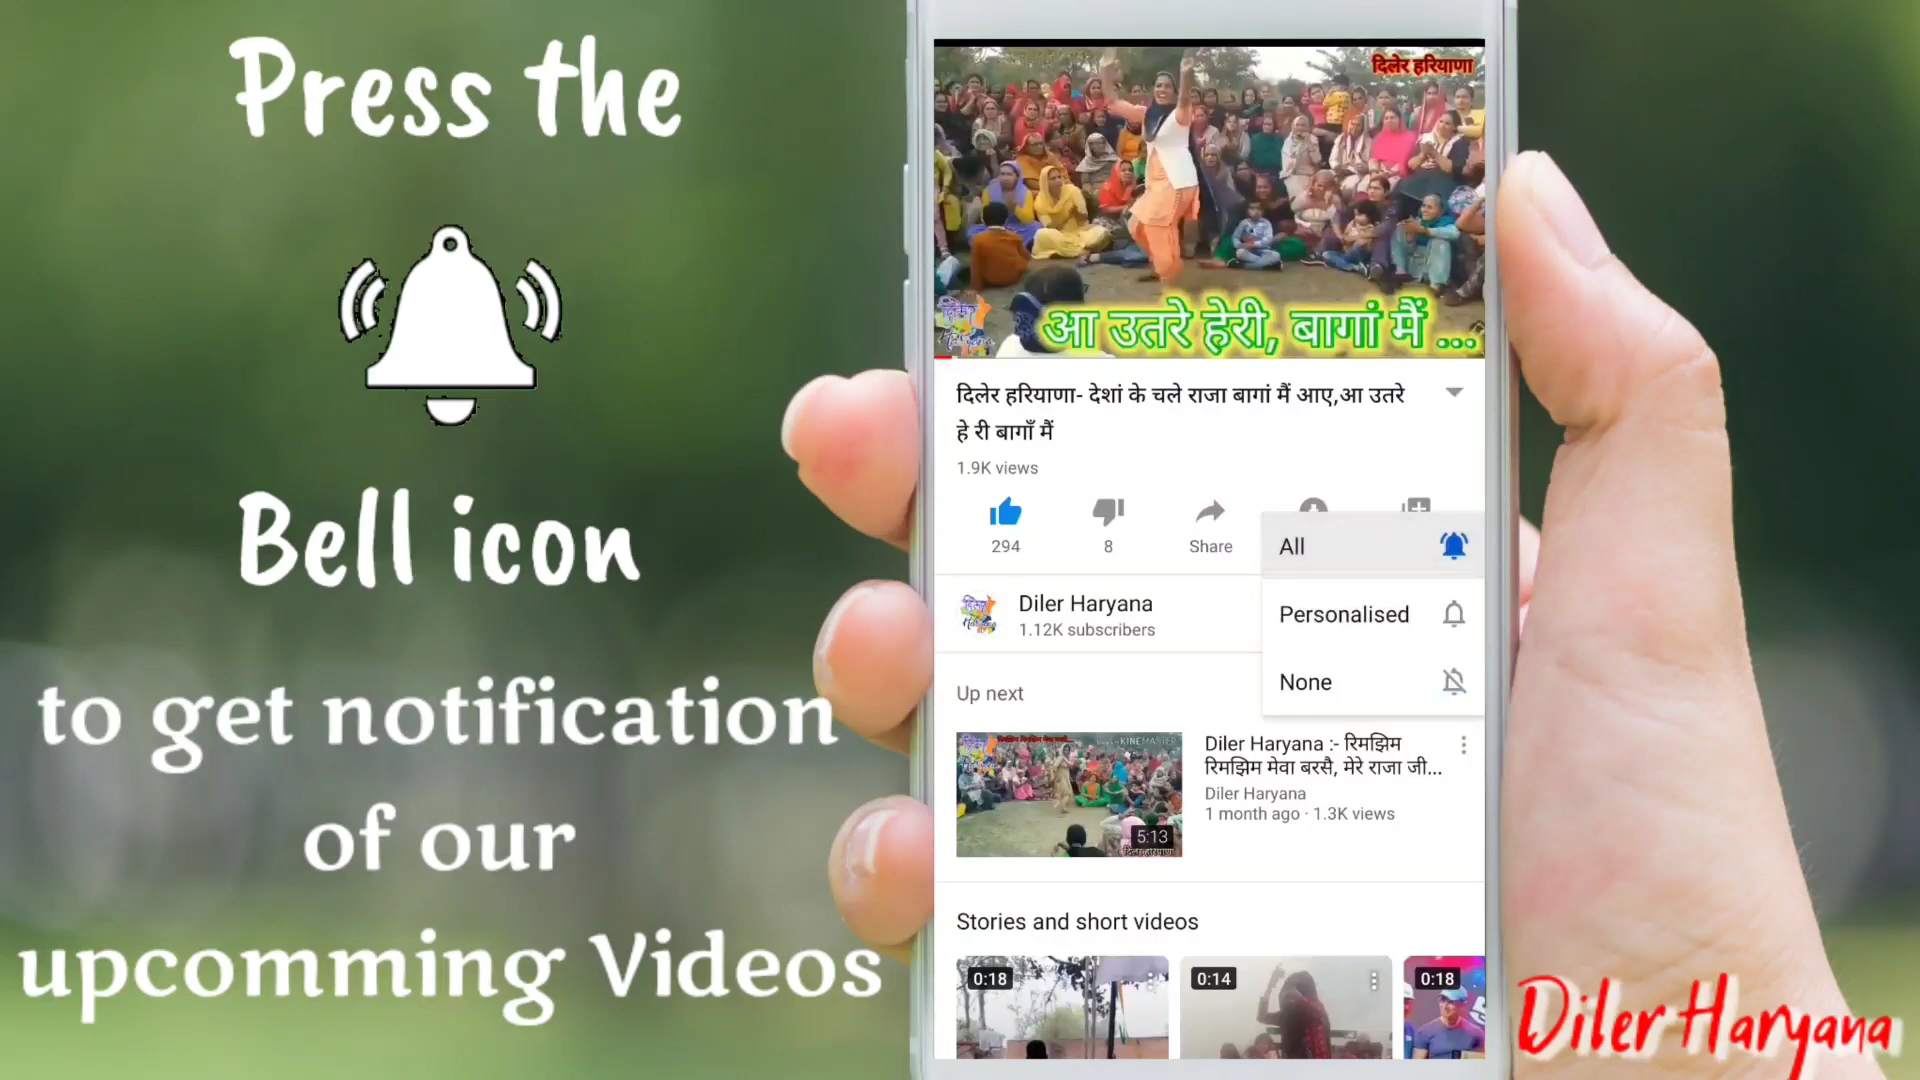 Press the
Bell icon
to get notification
of our
upcomming Videos
दिलेर हरियाणा
आ उतरे हेरी, बागां मैं ...
दिलेर हरियाणा- देशां के चले राजा बागां मैं आए,आ उतरे
हे री बागाँ मैं
1.9K views
294
8
Share
All
Personalised
None
Diler Haryana
1.12K subscribers
Up next
KINEMASTER
5:13
Diler Haryana :- रिमझिम
रिमझिम मेवा बरसै, मेरे राजा जी...
Diler Haryana
1 month ago · 1.3K views
Stories and short videos
0:18
0:14
0:18
Diler Haryana